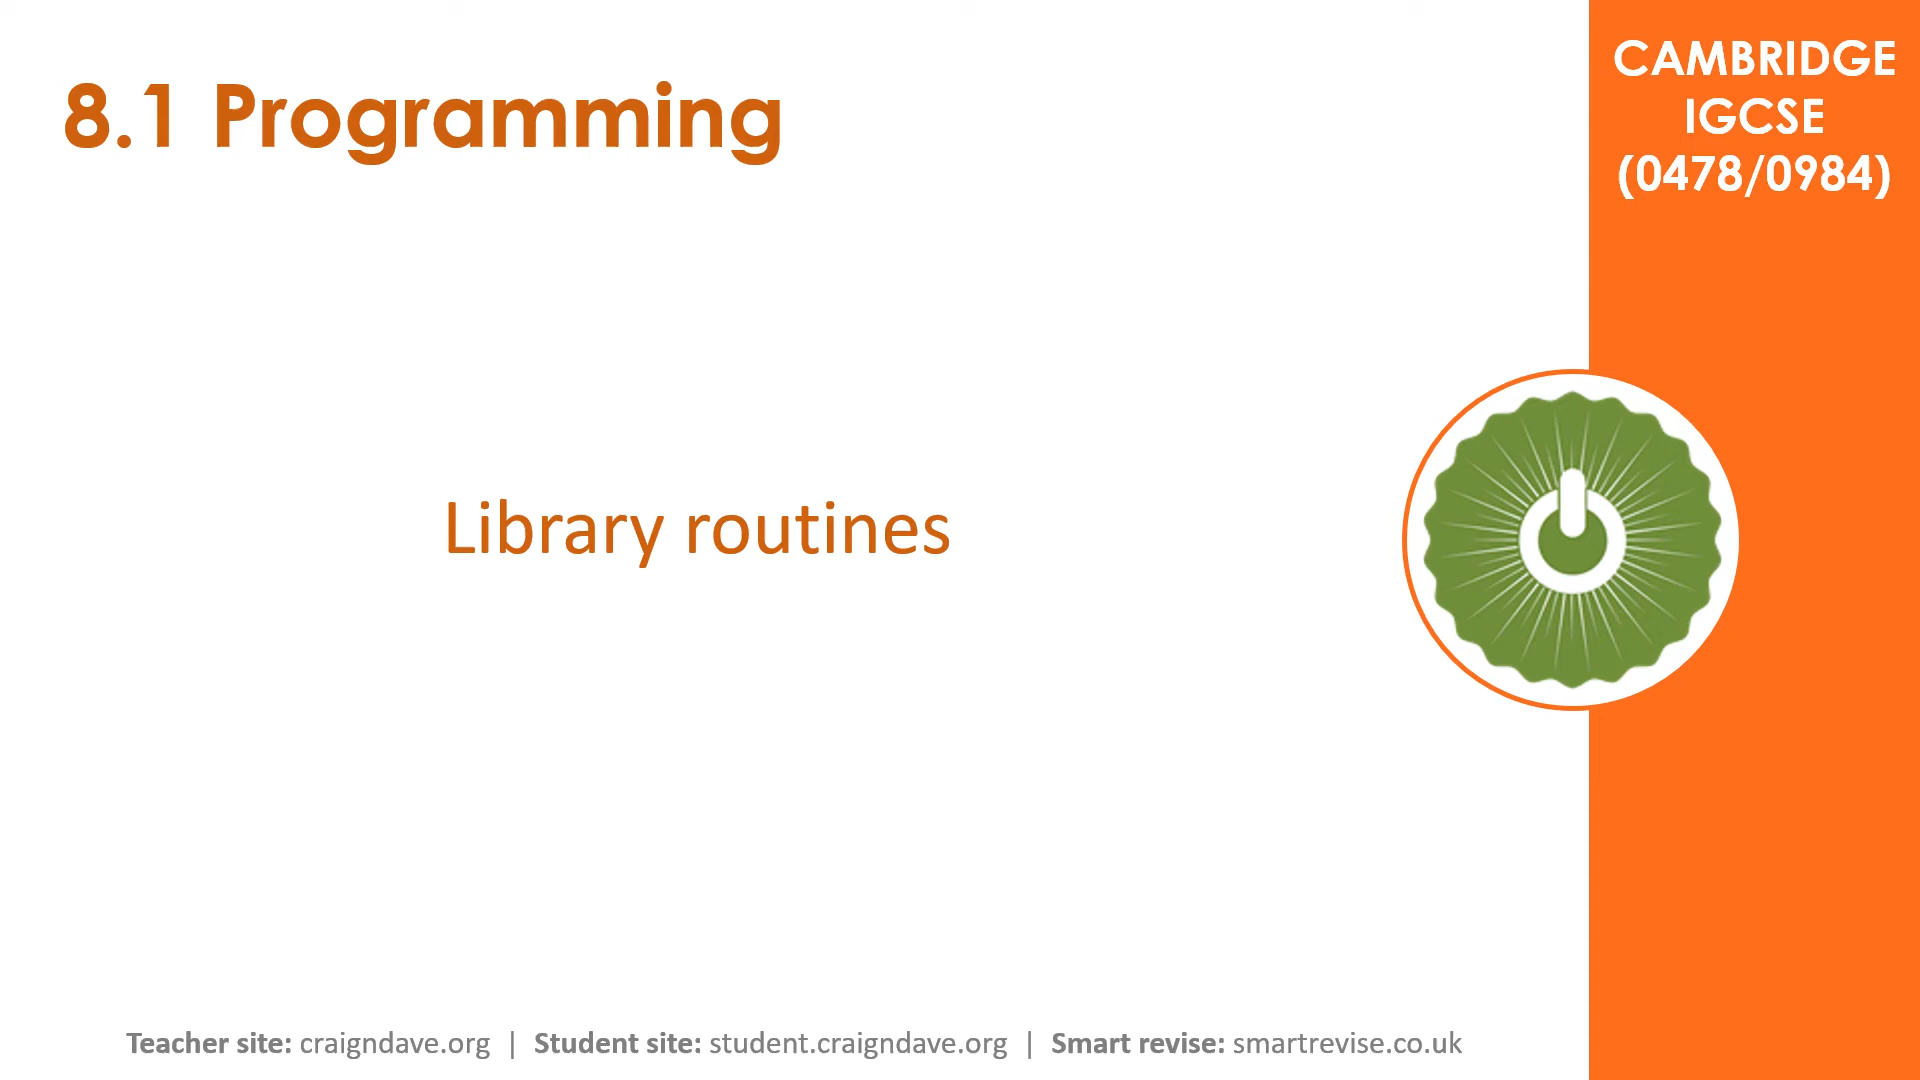 8.1 Programming
CAMBRIDGE
IGCSE
(0478/0984)
Library routines
Teacher site: craigndave.org | Student site: student.craigndave.org | Smart revise: smartrevise.co.uk